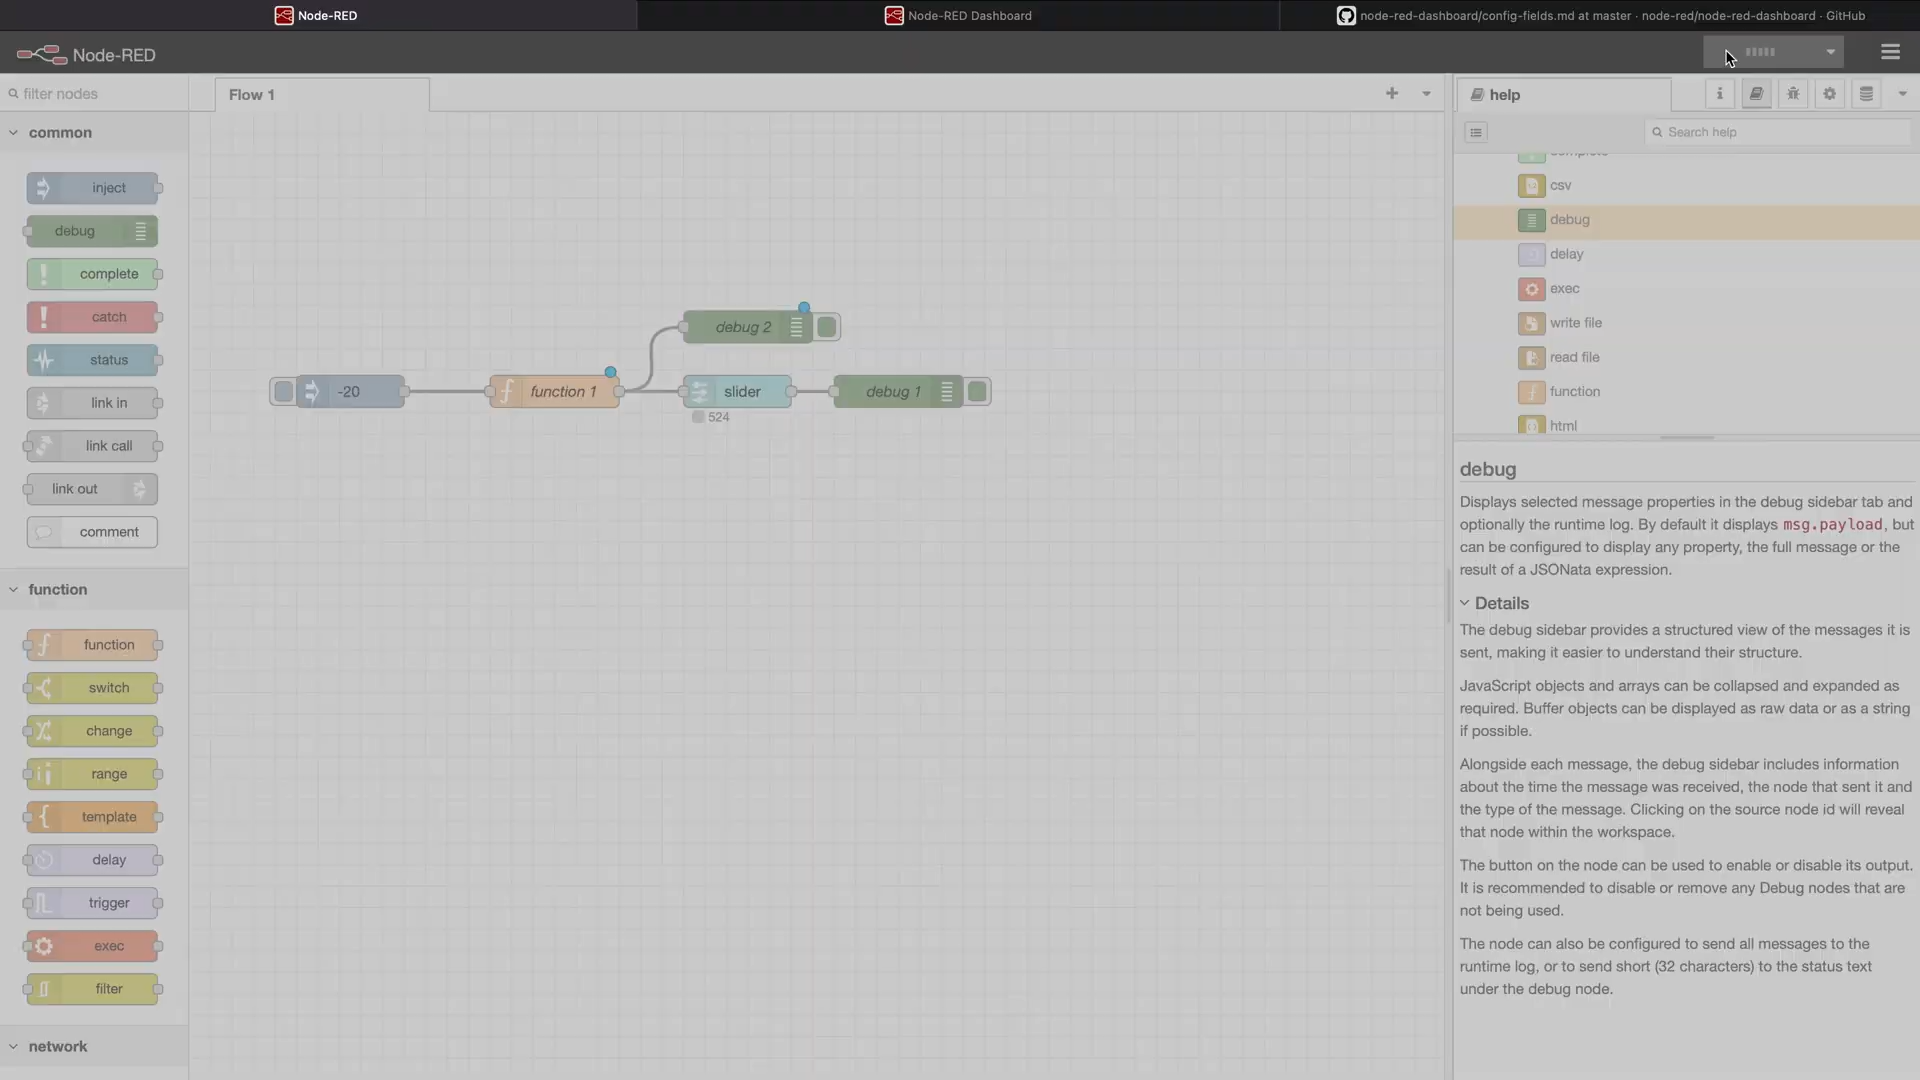 Node-RED
Node-RED Dashboard
node-red-dashboard/config-fields.md at master · node-red/node-red-dashboard · GitHub
Node-RED
filter nodes
common
inject
debug
complete
catch
status
link in
link call
link out
comment
function
function
switch
change
range
template
delay
trigger
exec
filter
network
Flow 1
debug 2
-20
function 1
slider
debug 1
524
help
Search help
complete
csv
debug
delay
exec
write file
read file
function
html
debug
Displays selected message properties in the debug sidebar tab and
optionally the runtime log. By default it displays msg.payload, but
can be configured to display any property, the full message or the
result of a JSONata expression.
Details
The debug sidebar provides a structured view of the messages it is
sent, making it easier to understand their structure.
JavaScript objects and arrays can be collapsed and expanded as
required. Buffer objects can be displayed as raw data or as a string
if possible.
Alongside each message, the debug sidebar includes information
about the time the message was received, the node that sent it and
the type of the message. Clicking on the source node id will reveal
that node within the workspace.
The button on the node can be used to enable or disable its output.
It is recommended to disable or remove any Debug nodes that are
not being used.
The node can also be configured to send all messages to the
runtime log, or to send short (32 characters) to the status text
under the debug node.